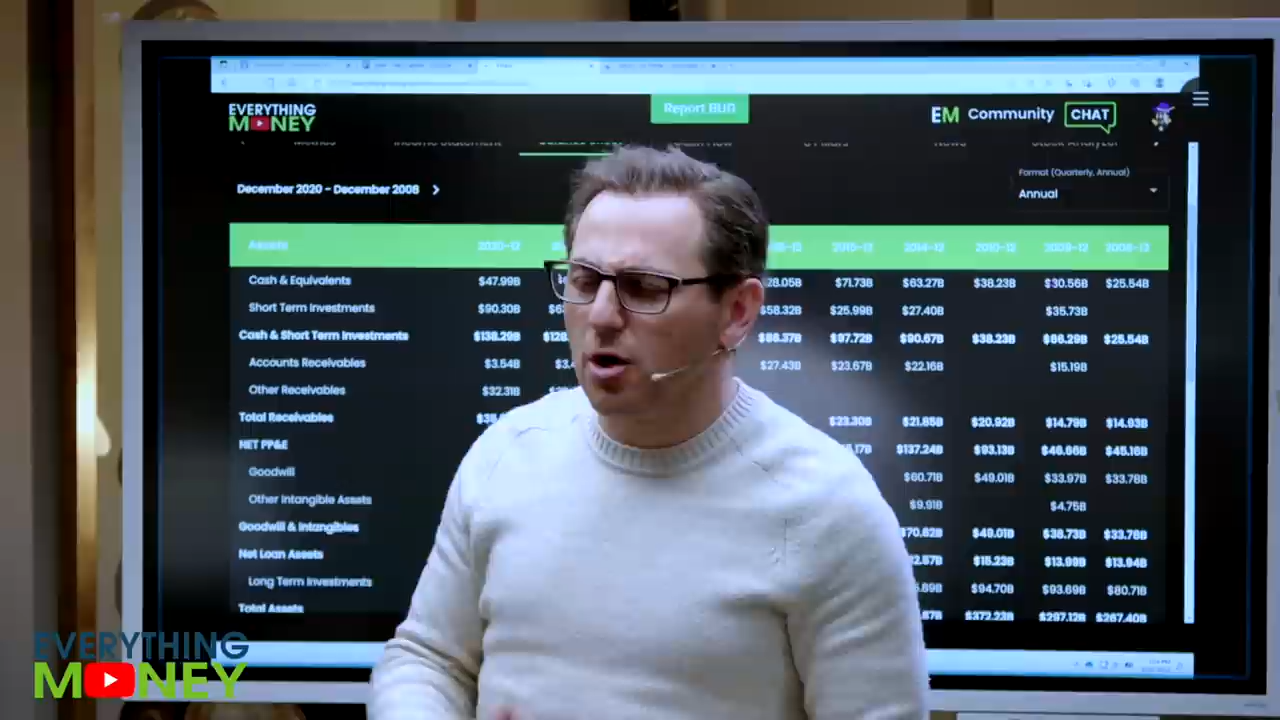 EVERYTHING
MONEY
Report BUG
EM Community CHAT
Format (Quarterly, Annual)
December 2020 - December 2008
Annual
Assets 2020-12 2015-12 2014-12 2010-12 2009-12 2008-12
Cash & Equivalents $47.99B 28.05B $71.73B $63.27B $38.23B $30.56B $25.54B
Short Term Investments $90.30B $58.32B $25.99B $27.40B $35.73B
Cash & Short Term Investments $138.29B $97.72B $90.67B $38.23B $66.29B $25.54B
Accounts Receivables $3.54B $27.43B $23.67B $22.16B $15.19B
Other Receivables $32.31B
Total Receivables $23.30B $21.85B $20.92B $14.79B $14.93B
NET PP&E $137.24B $93.13B $46.66B $45.16B
Goodwill $60.71B $49.01B $33.97B $33.78B
Other Intangible Assets $9.91B $4.75B
Goodwill & Intangibles $70.62B $49.01B $38.73B $33.78B
Net Loan Assets $15.23B $13.99B $13.94B
Long Term Investments $94.70B $93.69B $80.71B
Total Assets $372.23B $297.12B $267.40B
EVERYTHING
MONEY